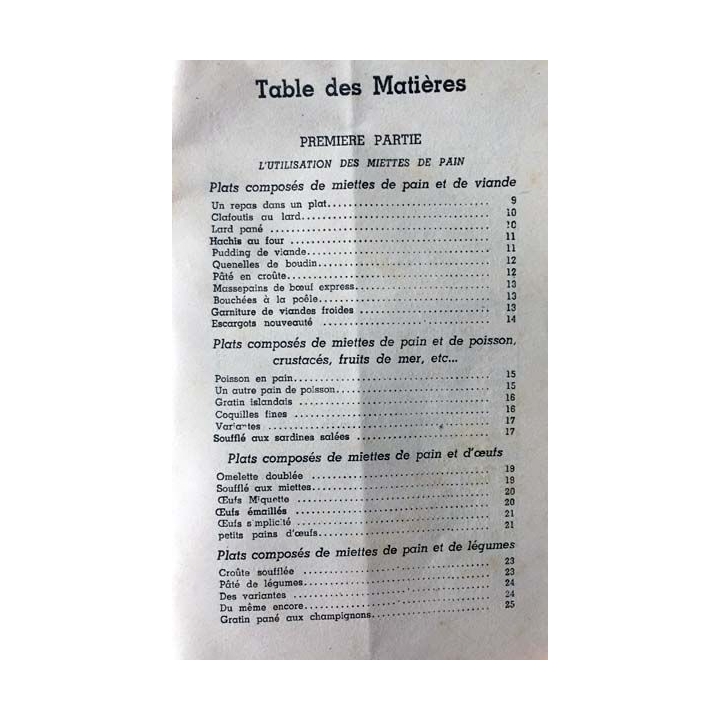 Table des Matières
PREMIERE PARTIE
L'UTILISATION DES MIETTES DE PAIN
Plats composés de miettes de pain et de viande
Un repas dans un plat 9
Clafoutis au lard 10
Lard pané 10
Hachis au four 11
Pudding de viande 11
Quenelles de boudin 12
Pâté en croûte 12
Massepains de bœuf express 13
Bouchées à la poêle 13
Garniture de viandes froides 13
Escargots nouveauté 14
Plats composés de miettes de pain et de poisson,
crustacés, fruits de mer, etc...
Poisson en pain 15
Un autre pain de poisson 15
Gratin islandais 16
Coquilles fines 16
Variantes 17
Soufflé aux sardines salées 17
Plats composés de miettes de pain et d'œufs
Omelette doublée 19
Soufflé aux miettes 19
Œufs Miquette 20
Œufs émaillés 20
Œufs simplicité 21
petits pains d'œufs 21
Plats composés de miettes de pain et de légumes
Croûte soufflée 23
Pâté de légumes 23
Des variantes 24
Du même encore 24
Gratin pané aux champignons 25